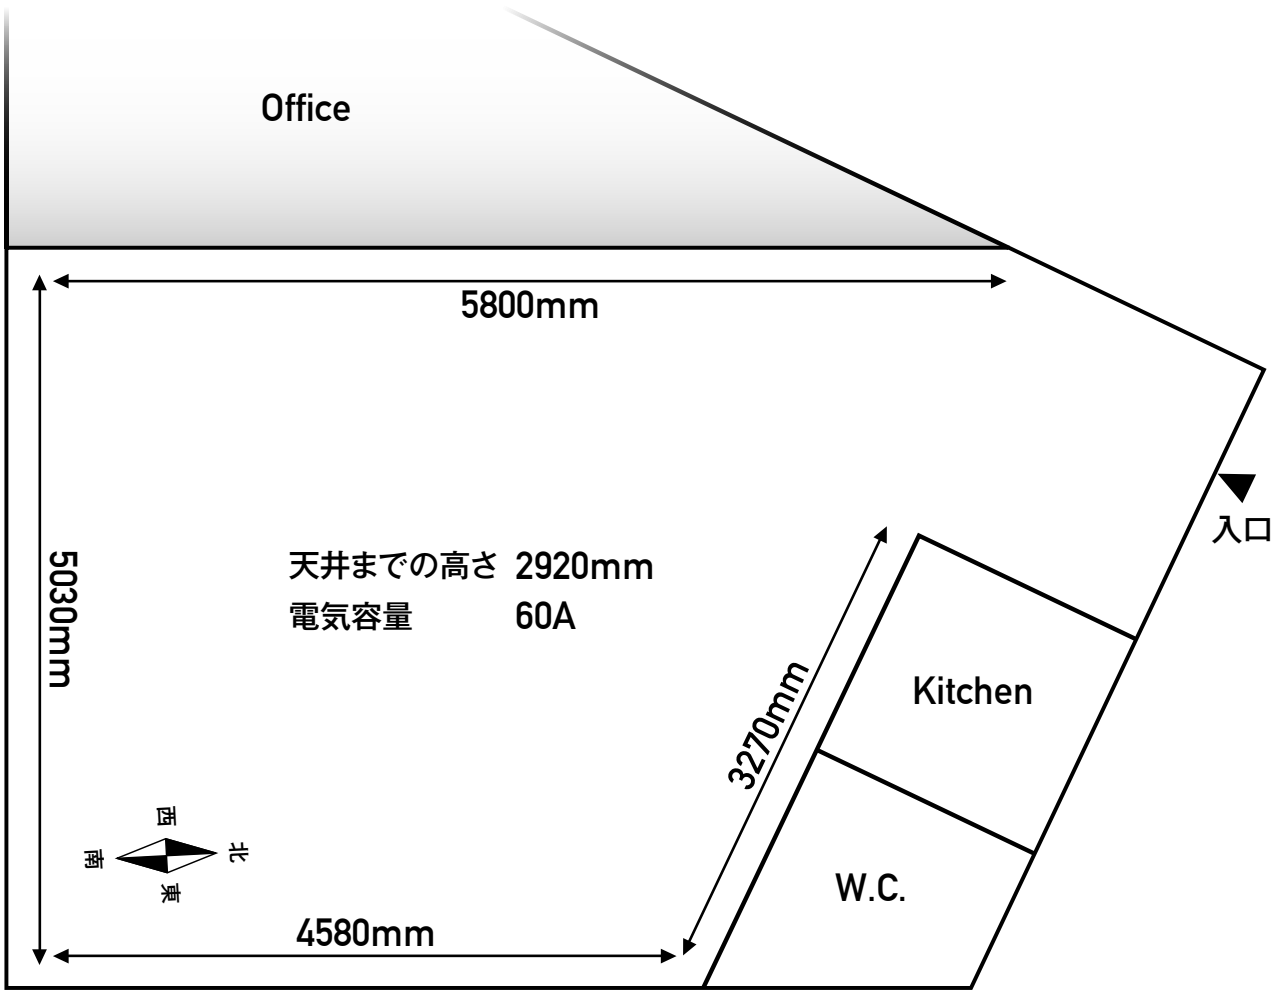 Office
5800mm
入口
5030mm
天井までの高さ 2920mm
電気容量 60A
3270mm
Kitchen
西
北
南
東
W.C.
4580mm